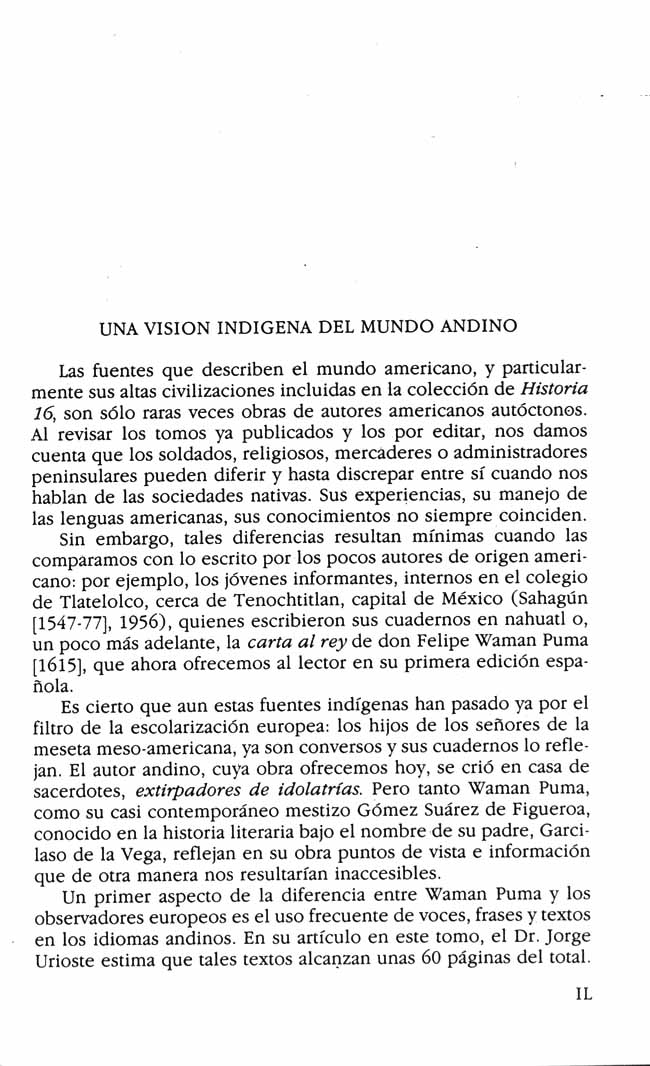 UNA VISION INDIGENA DEL MUNDO ANDINO
Las fuentes que describen el mundo americano, y particular-
mente sus altas civilizaciones incluidas en la colección de Historia
16, son sólo raras veces obras de autores americanos autóctonos.
Al revisar los tomos ya publicados y los por editar, nos damos
cuenta que los soldados, religiosos, mercaderes o administradores
peninsulares pueden diferir y hasta discrepar entre sí cuando nos
hablan de las sociedades nativas. Sus experiencias, su manejo de
las lenguas americanas, sus conocimientos no siempre coinciden.
Sin embargo, tales diferencias resultan mínimas cuando las
comparamos con lo escrito por los pocos autores de origen ameri-
cano: por ejemplo, los jóvenes informantes, internos en el colegio
de Tlatelolco, cerca de Tenochtitlan, capital de México (Sahagún
[1547-77], 1956), quienes escribieron sus cuadernos en nahuatl o,
un poco más adelante, la carta al rey de don Felipe Waman Puma
[1615], que ahora ofrecemos al lector en su primera edición espa-
ñola.
Es cierto que aun estas fuentes indígenas han pasado ya por el
filtro de la escolarización europea: los hijos de los señores de la
meseta meso-americana, ya son conversos y sus cuadernos lo refle-
jan. El autor andino, cuya obra ofrecemos hoy, se crió en casa de
sacerdotes, extirpadores de idolatrías. Pero tanto Waman Puma,
como su casi contemporáneo mestizo Gómez Suárez de Figueroa,
conocido en la historia literaria bajo el nombre de su padre, Garci-
laso de la Vega, reflejan en su obra puntos de vista e información
que de otra manera nos resultarían inaccesibles.
Un primer aspecto de la diferencia entre Waman Puma y los
observadores europeos es el uso frecuente de voces, frases y textos
en los idiomas andinos. En su artículo en este tomo, el Dr. Jorge
Urioste estima que tales textos alcanzan unas 60 páginas del total.
IL